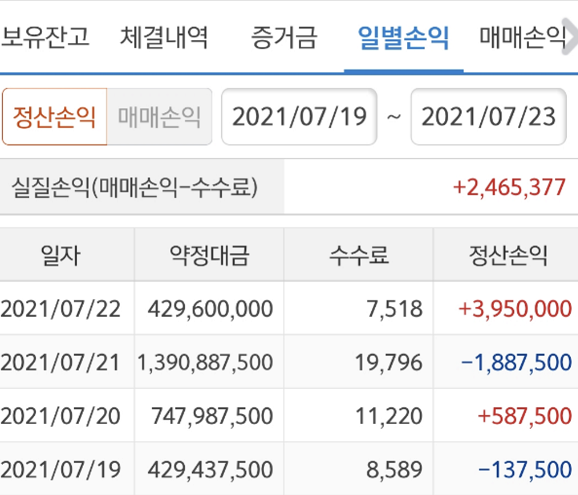 보유잔고 체결내역 증거금 일별손익 매매손익
정산손익 매매손익 2021/07/19 ~ 2021/07/23
실질손익(매매손익-수수료) +2,465,377
일자 약정대금 수수료 정산손익
2021/07/22 429,600,000 7,518 +3,950,000
2021/07/21 1,390,887,500 19,796 -1,887,500
2021/07/20 747,987,500 11,220 +587,500
2021/07/19 429,437,500 8,589 -137,500